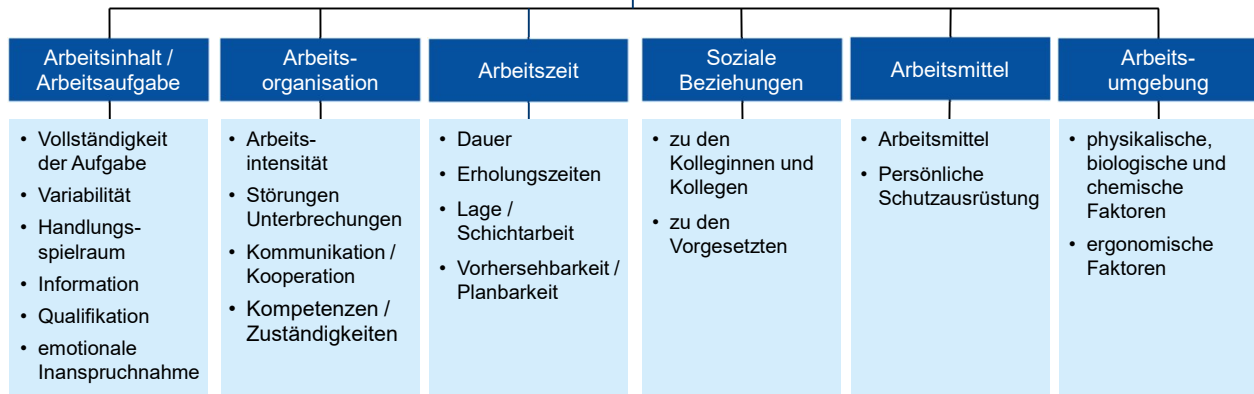 Arbeitsinhalt /
Arbeitsaufgabe
Arbeits-
organisation
Arbeitszeit
Soziale
Beziehungen
Arbeitsmittel
Arbeits-
umgebung
• Vollständigkeit
der Aufgabe
• Variabilität
• Handlungs-
spielraum
• Information
• Qualifikation
• emotionale
Inanspruchnahme
• Arbeits-
intensität
• Störungen
Unterbrechungen
• Kommunikation /
Kooperation
• Kompetenzen /
Zuständigkeiten
• Dauer
• Erholungszeiten
• Lage /
Schichtarbeit
• Vorhersehbarkeit /
Planbarkeit
• zu den
Kolleginnen und
Kollegen
• zu den
Vorgesetzten
• Arbeitsmittel
• Persönliche
Schutzausrüstung
• physikalische,
biologische und
chemische
Faktoren
• ergonomische
Faktoren